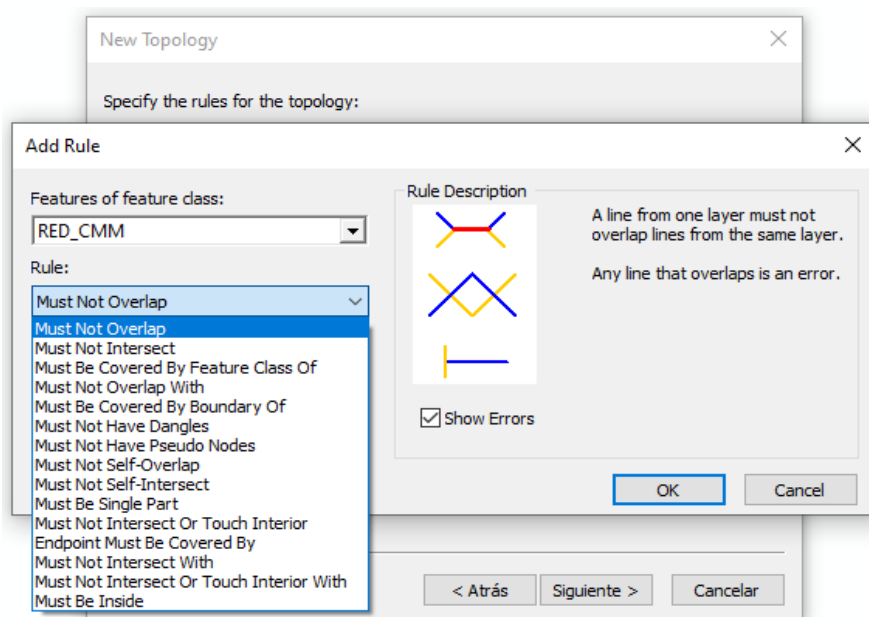 New Topology
Specify the rules for the topology:
Add Rule
Features of feature class:
RED_CMM
Rule:
Must Not Overlap
Must Not Overlap
Must Not Intersect
Must Be Covered By Feature Class Of
Must Not Overlap With
Must Be Covered By Boundary Of
Must Not Have Dangles
Must Not Have Pseudo Nodes
Must Not Self-Overlap
Must Not Self-Intersect
Must Be Single Part
Must Not Intersect Or Touch Interior
Endpoint Must Be Covered By
Must Not Intersect With
Must Not Intersect Or Touch Interior With
Must Be Inside
Rule Description
A line from one layer must not
overlap lines from the same layer.
Any line that overlaps is an error.
Show Errors
OK
Cancel
< Atrás
Siguiente >
Cancelar